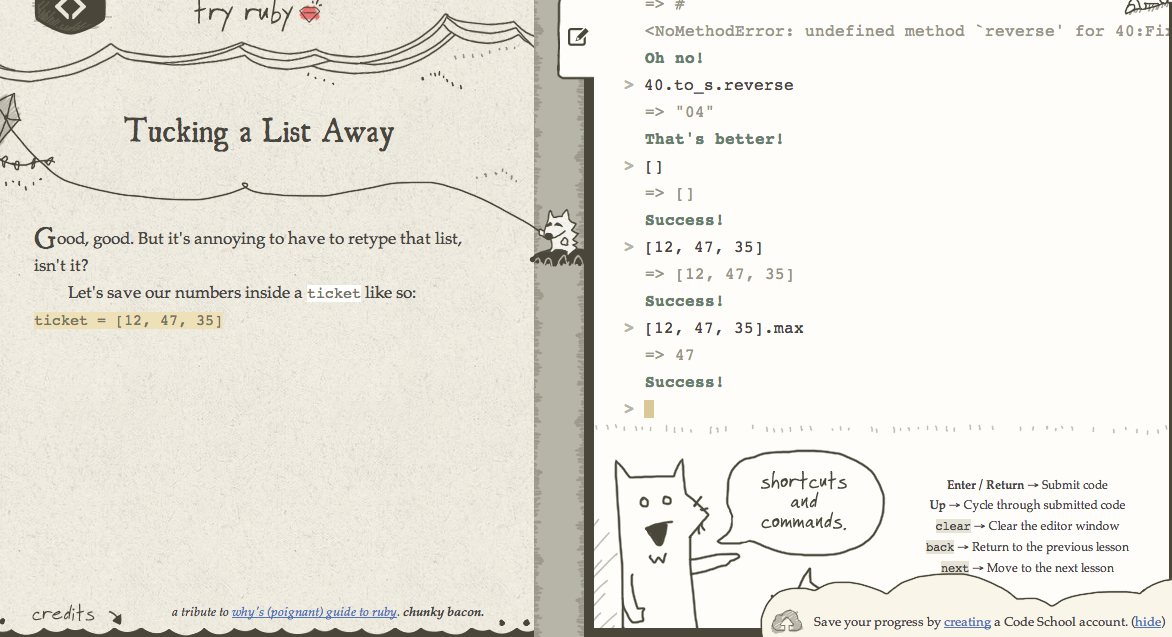 try ruby
Tucking a List Away
Good, good. But it's annoying to have to retype that list,
isn't it?
Let's save our numbers inside a ticket like so:
ticket = [12, 47, 35]
credits
a tribute to why's (poignant) guide to ruby. chunky bacon.
=> #
<NoMethodError: undefined method `reverse' for 40:Fix
Oh no!
> 40.to_s.reverse
=> "04"
That's better!
> []
=> []
Success!
> [12, 47, 35]
=> [12, 47, 35]
Success!
> [12, 47, 35].max
=> 47
Success!
>
shortcuts
and
commands.
Enter / Return → Submit code
Up → Cycle through submitted code
clear → Clear the editor window
back → Return to the previous lesson
next → Move to the next lesson
Save your progress by creating a Code School account. (hide)